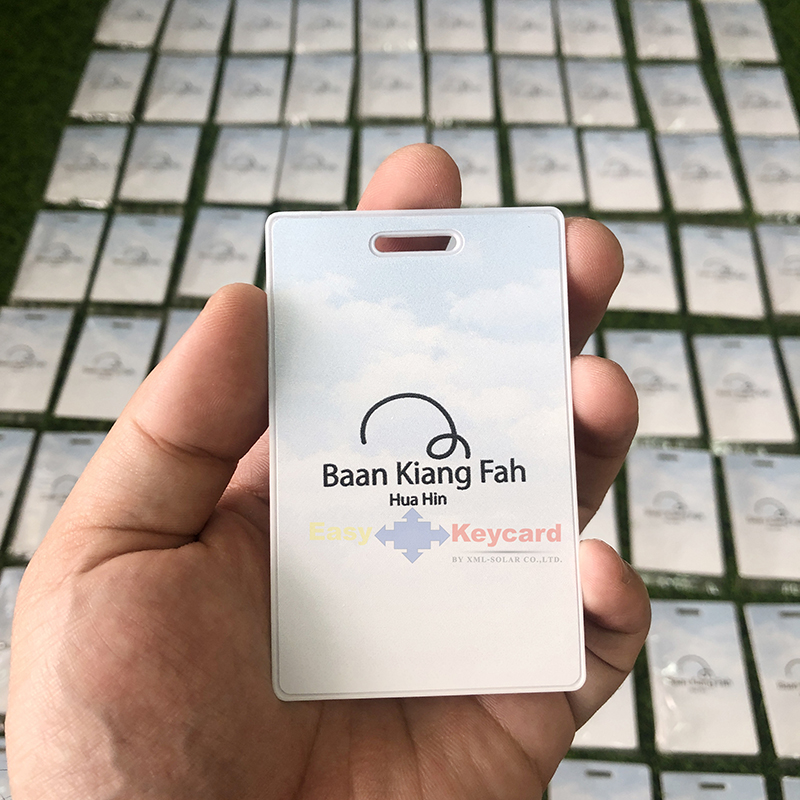 Baan Kiang Fah
Hua Hin
Easy Keycard
BY XML-SOLAR CO.,LTD.